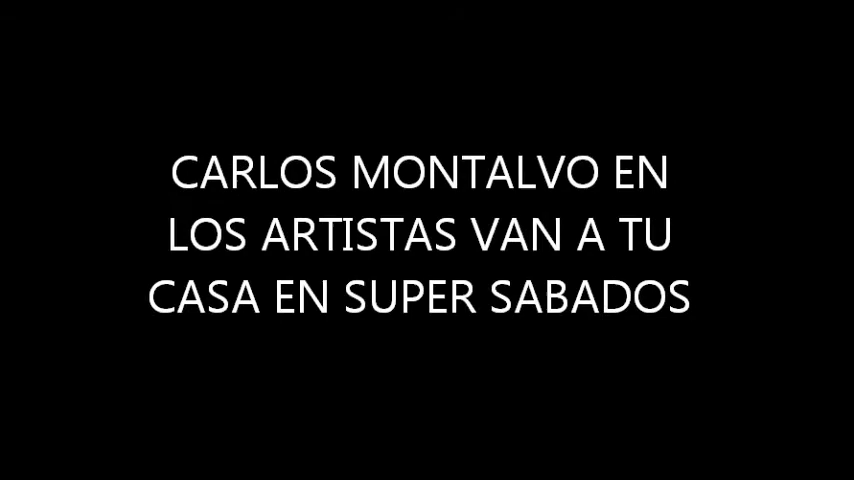 CARLOS MONTALVO EN
LOS ARTISTAS VAN A TU
CASA EN SUPER SABADOS